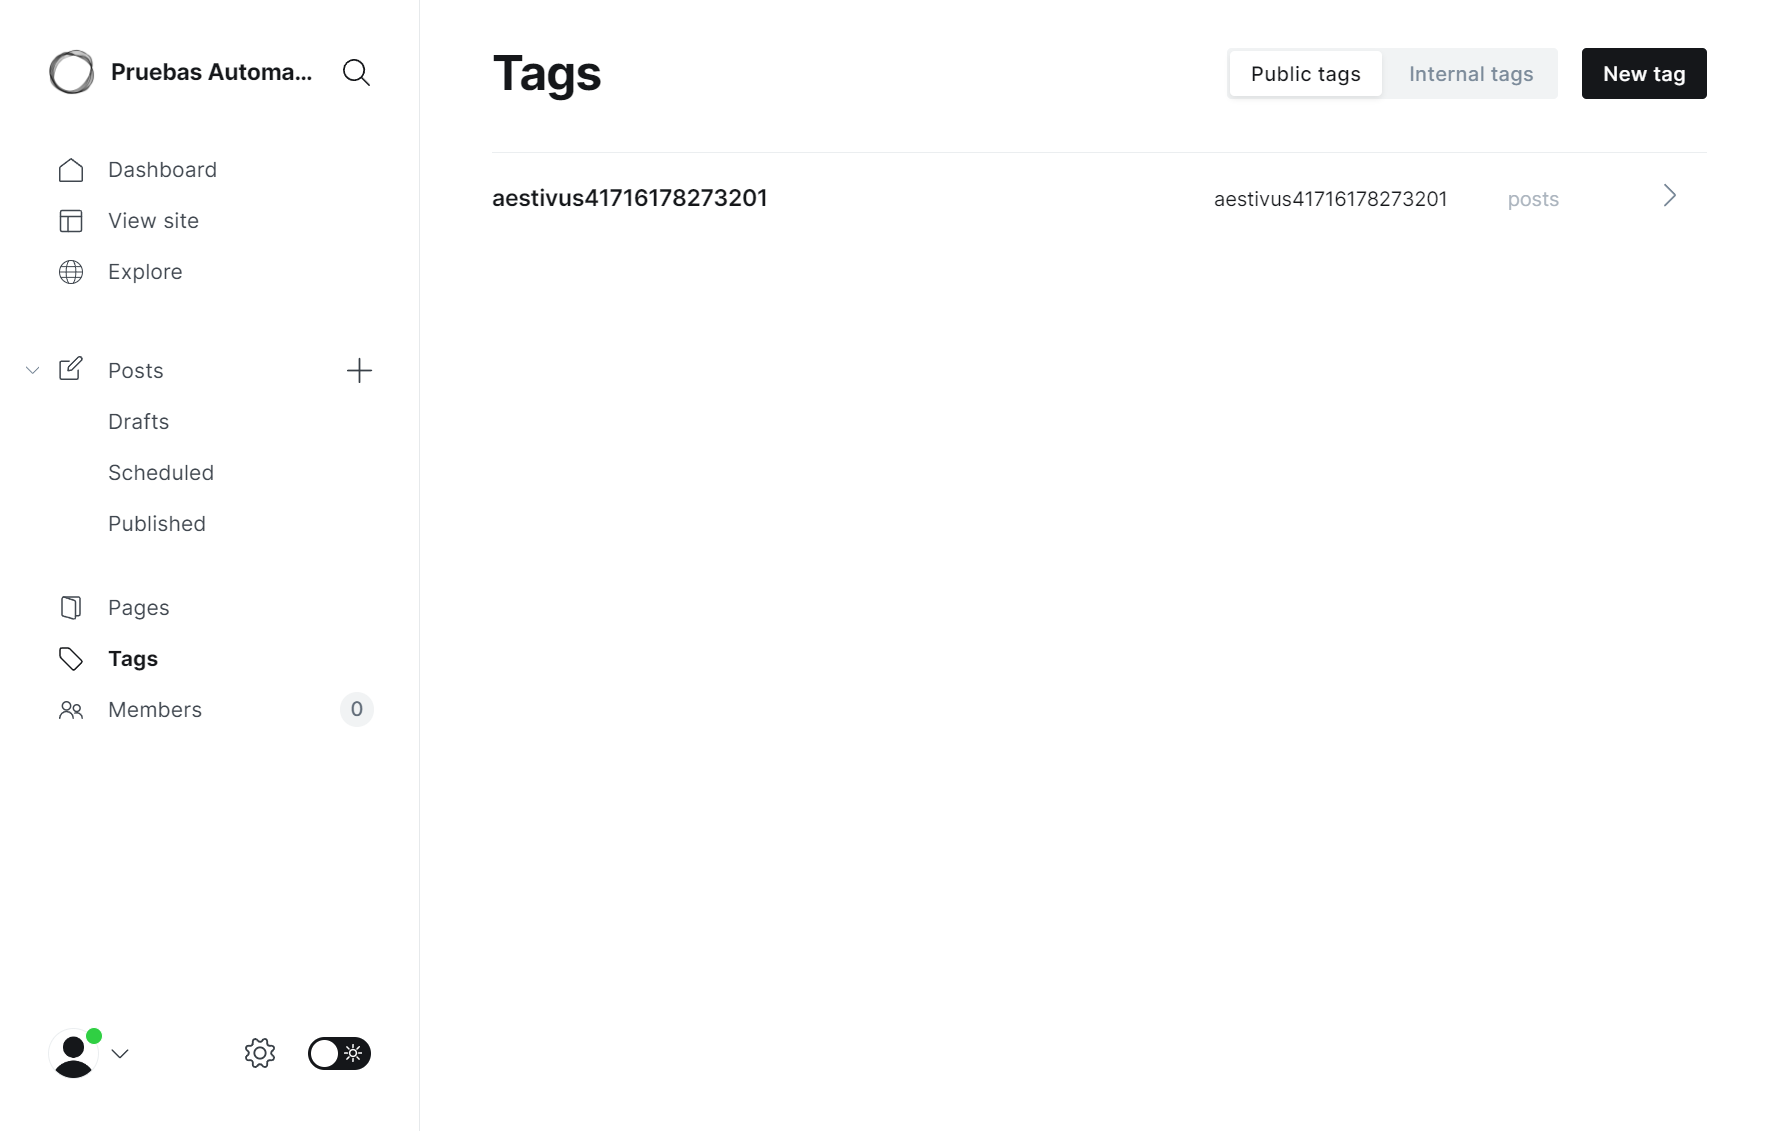 Pruebas Automa...
Dashboard
View site
Explore
Posts
Drafts
Scheduled
Published
Pages
Tags
Members 0
Tags
Public tags Internal tags New tag
aestivus41716178273201 aestivus41716178273201 posts